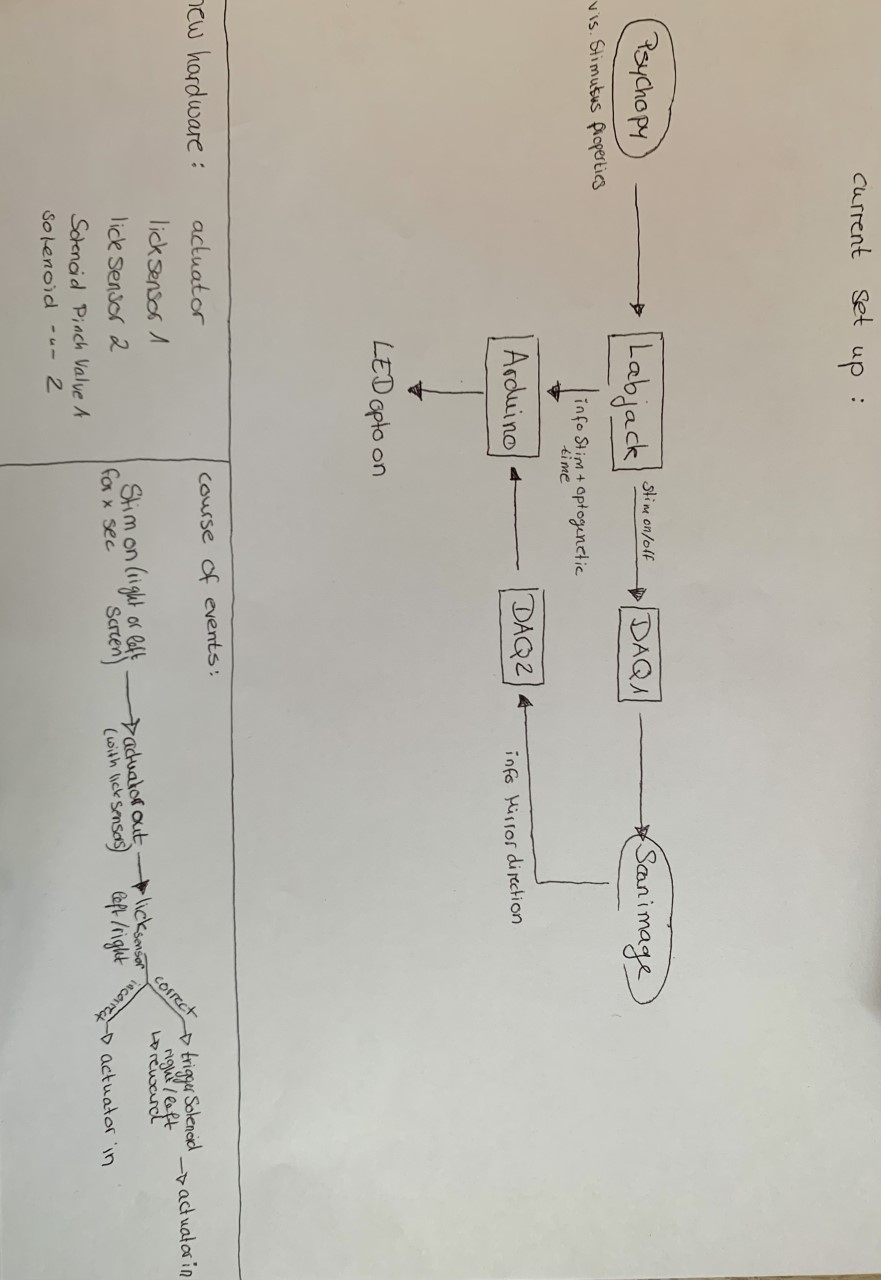 current set up :
Psychopy
vis. Stimulus properties
Labjack
Stim on/off
DAQ1
Scanimage
info Stim + optogenetic
time
Arduino
DAQ2
info Mirror direction
LED opto on
new hardware :
actuator
lick sensor 1
lick sensor 2
Solenoid Pinch Valve 1
solenoid -u- 2
course of events:
Stim on (right or left
for x sec screen)
actuator out
(with lick sensors)
lick sensor
left/right
correct
trigger Solenoid
right/left
↳ reward
actuator in
incorrect
actuator in